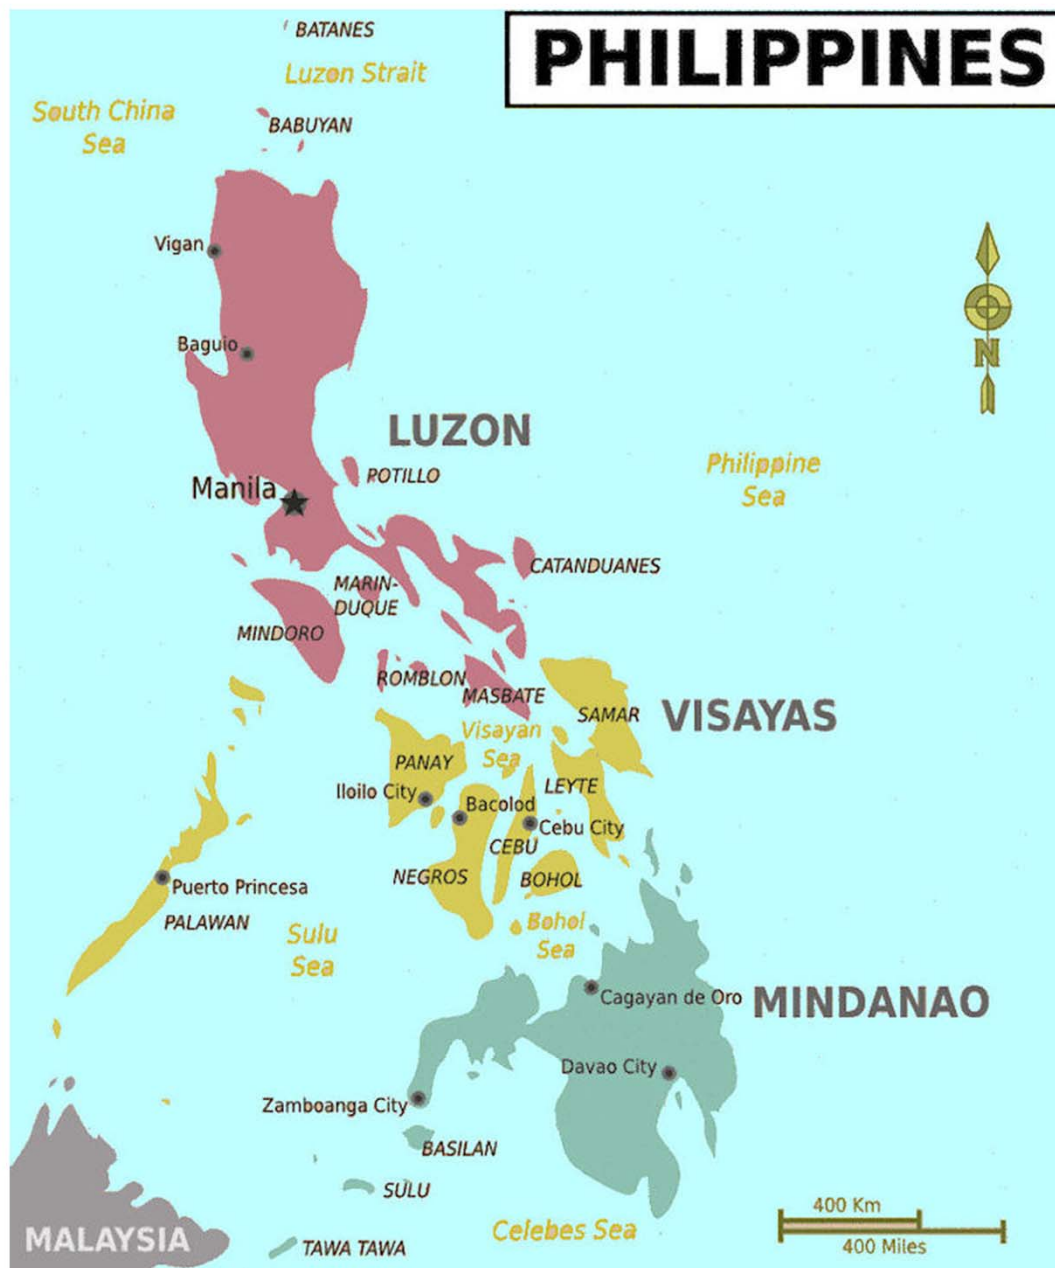 BATANES
PHILIPPINES
Luzon Strait
South China
Sea
BABUYAN
Vigan
Baguio
N
LUZON
Philippine
Sea
POTILLO
Manila
CATANDUANES
MARIN-
DUQUE
MINDORO
ROMBLON
MASBATE
SAMAR
VISAYAS
Visayan
Sea
PANAY
LEYTE
Iloilo City
Bacolod
Cebu City
CEBU
NEGROS
BOHOL
Puerto Princesa
PALAWAN
Sulu
Sea
Bohol
Sea
Cagayan de Oro
MINDANAO
Davao City
Zamboanga City
BASILAN
SULU
400 Km
400 Miles
Celebes Sea
MALAYSIA
TAWA TAWA